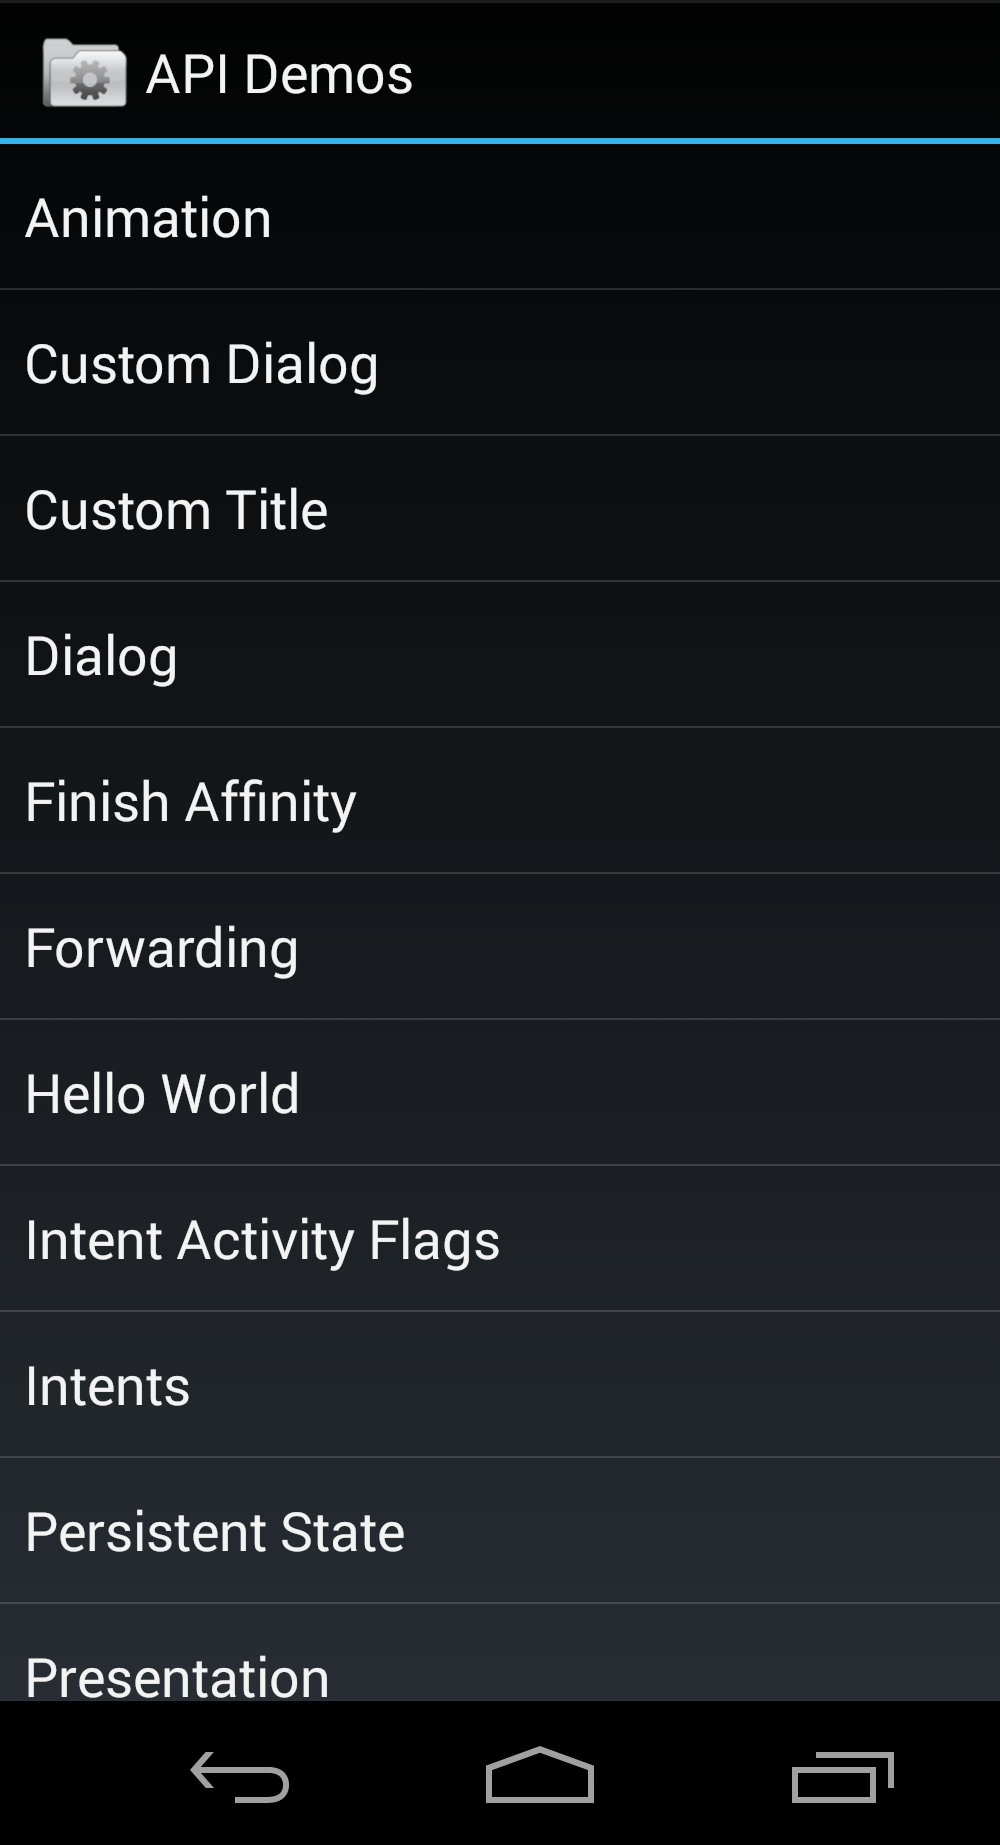 API Demos
Animation
Custom Dialog
Custom Title
Dialog
Finish Affinity
Forwarding
Hello World
Intent Activity Flags
Intents
Persistent State
Presentation